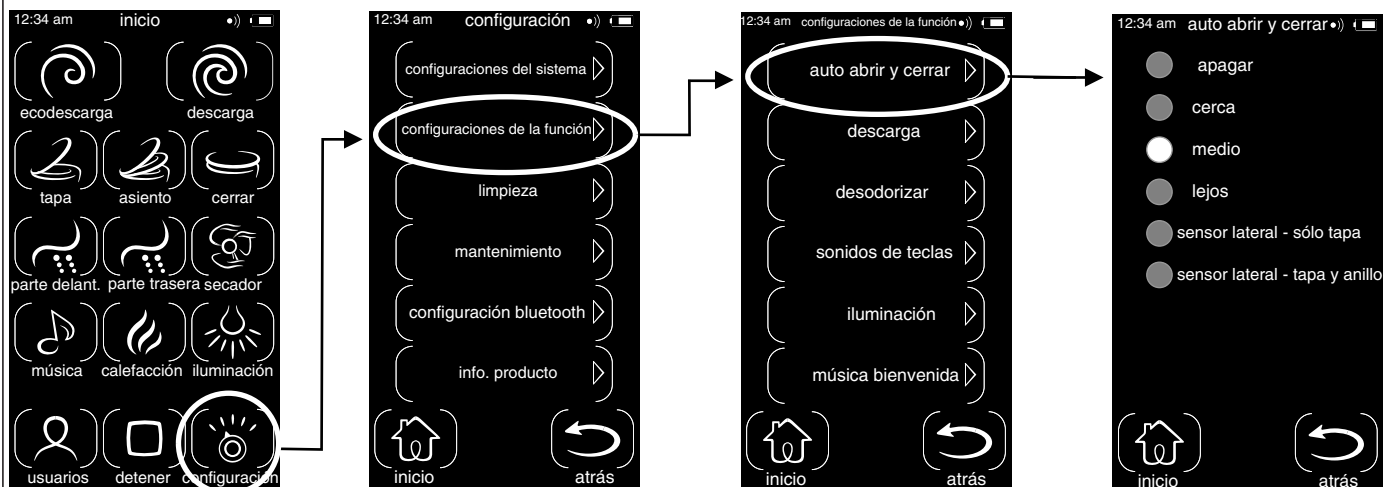 12:34 am inicio
ecodescarga descarga
tapa asiento cerrar
parte delant. parte trasera secador
música calefacción iluminación
usuarios detener configuración
12:34 am configuración
configuraciones del sistema
configuraciones de la función
limpieza
mantenimiento
configuración bluetooth
info. producto
inicio atrás
12:34 am configuraciones de la función
auto abrir y cerrar
descarga
desodorizar
sonidos de teclas
iluminación
música bienvenida
inicio atrás
12:34 am auto abrir y cerrar
apagar
cerca
medio
lejos
sensor lateral - sólo tapa
sensor lateral - tapa y anillo
inicio atrás